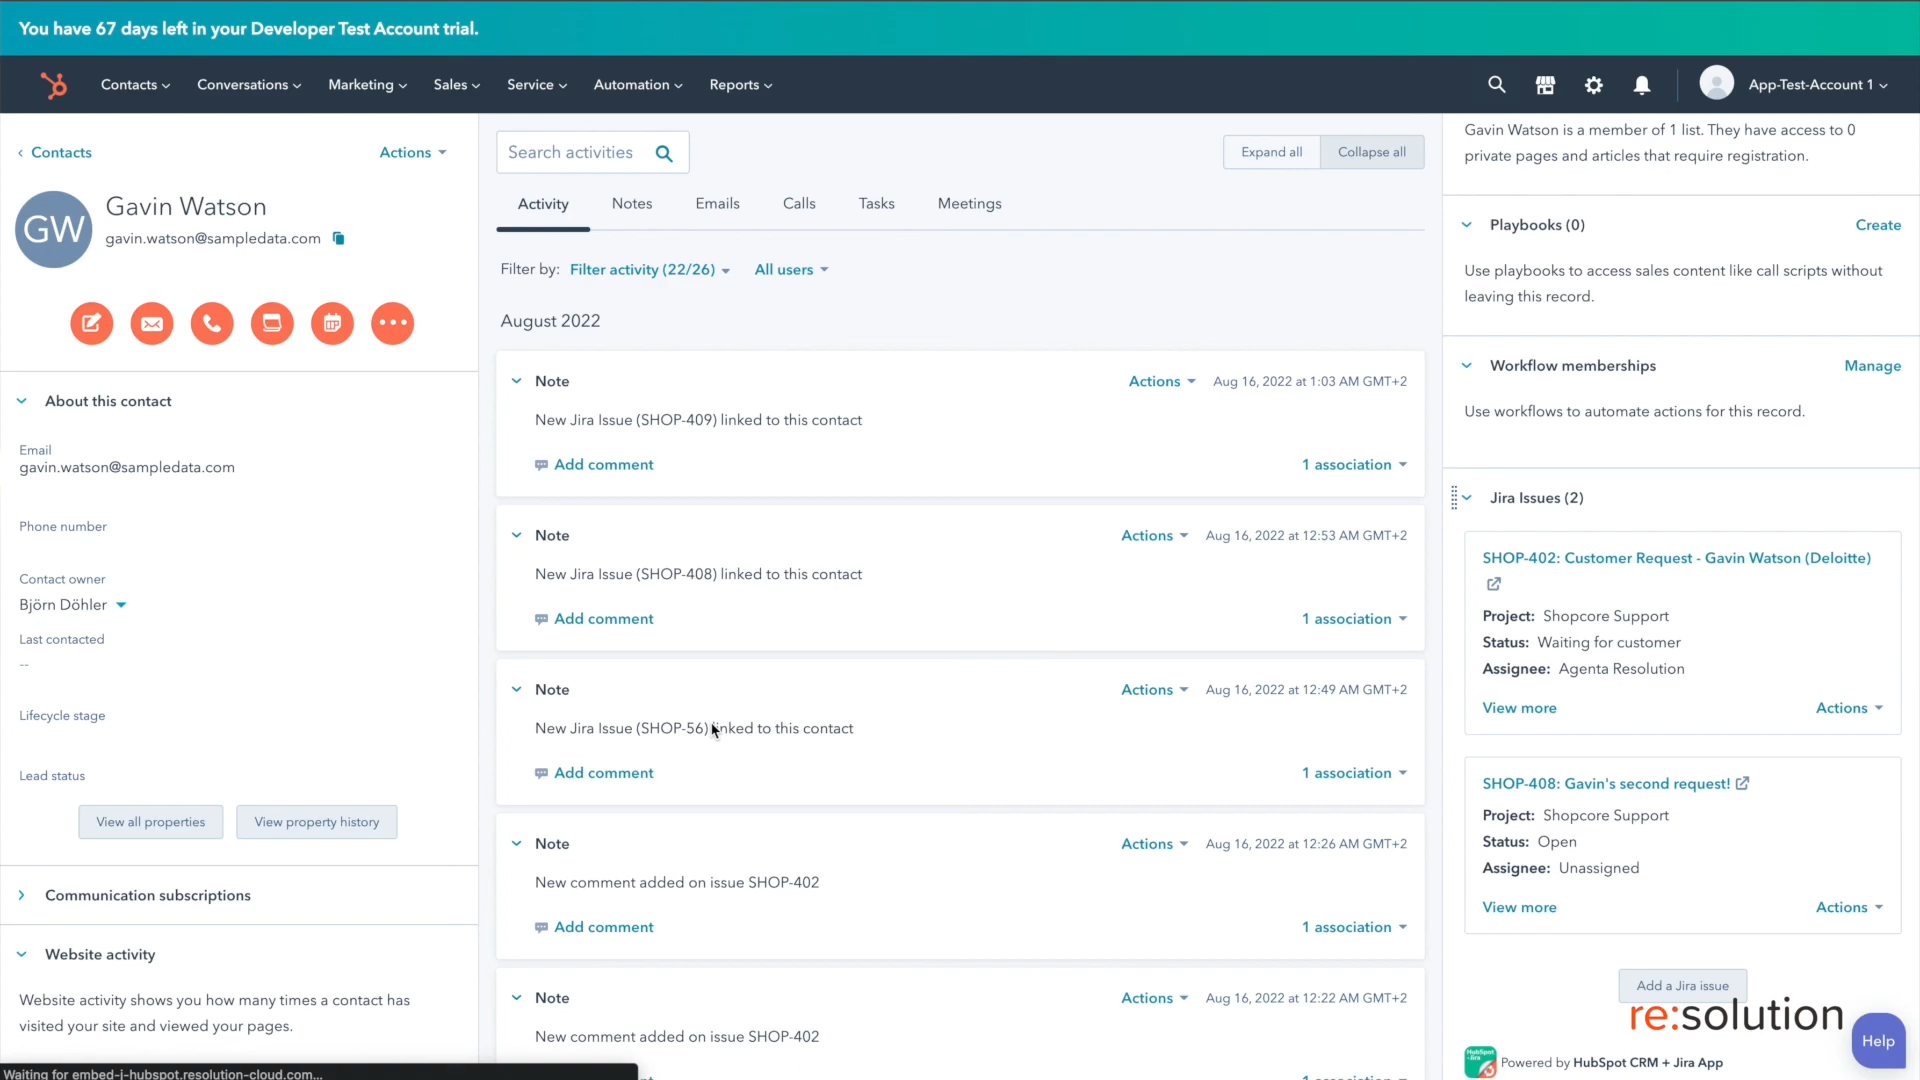 You have 67 days left in your Developer Test Account trial.
Contacts
Conversations
Marketing
Sales
Service
Automation
Reports
App-Test-Account 1
Contacts
Actions
GW
Gavin Watson
gavin.watson@sampledata.com
About this contact
Email
gavin.watson@sampledata.com
Phone number
Contact owner
Björn Döhler
Last contacted
--
Lifecycle stage
Lead status
View all properties
View property history
Communication subscriptions
Website activity
Website activity shows you how many times a contact has
visited your site and viewed your pages.
Waiting for embed-j-hubspot.resolution-cloud.com...
Search activities
Expand all
Collapse all
Activity
Notes
Emails
Calls
Tasks
Meetings
Filter by: Filter activity (22/26) All users
August 2022
Note
Actions
Aug 16, 2022 at 1:03 AM GMT+2
New Jira Issue (SHOP-409) linked to this contact
Add comment
1 association
Note
Actions
Aug 16, 2022 at 12:53 AM GMT+2
New Jira Issue (SHOP-408) linked to this contact
Add comment
1 association
Note
Actions
Aug 16, 2022 at 12:49 AM GMT+2
New Jira Issue (SHOP-56) linked to this contact
Add comment
1 association
Note
Actions
Aug 16, 2022 at 12:26 AM GMT+2
New comment added on issue SHOP-402
Add comment
1 association
Note
Actions
Aug 16, 2022 at 12:22 AM GMT+2
New comment added on issue SHOP-402
Gavin Watson is a member of 1 list. They have access to 0
private pages and articles that require registration.
Playbooks (0)
Create
Use playbooks to access sales content like call scripts without
leaving this record.
Workflow memberships
Manage
Use workflows to automate actions for this record.
Jira Issues (2)
SHOP-402: Customer Request - Gavin Watson (Deloitte)
Project: Shopcore Support
Status: Waiting for customer
Assignee: Agenta Resolution
View more
Actions
SHOP-408: Gavin's second request!
Project: Shopcore Support
Status: Open
Assignee: Unassigned
View more
Actions
Add a Jira issue
re:solution
Help
Powered by HubSpot CRM + Jira App